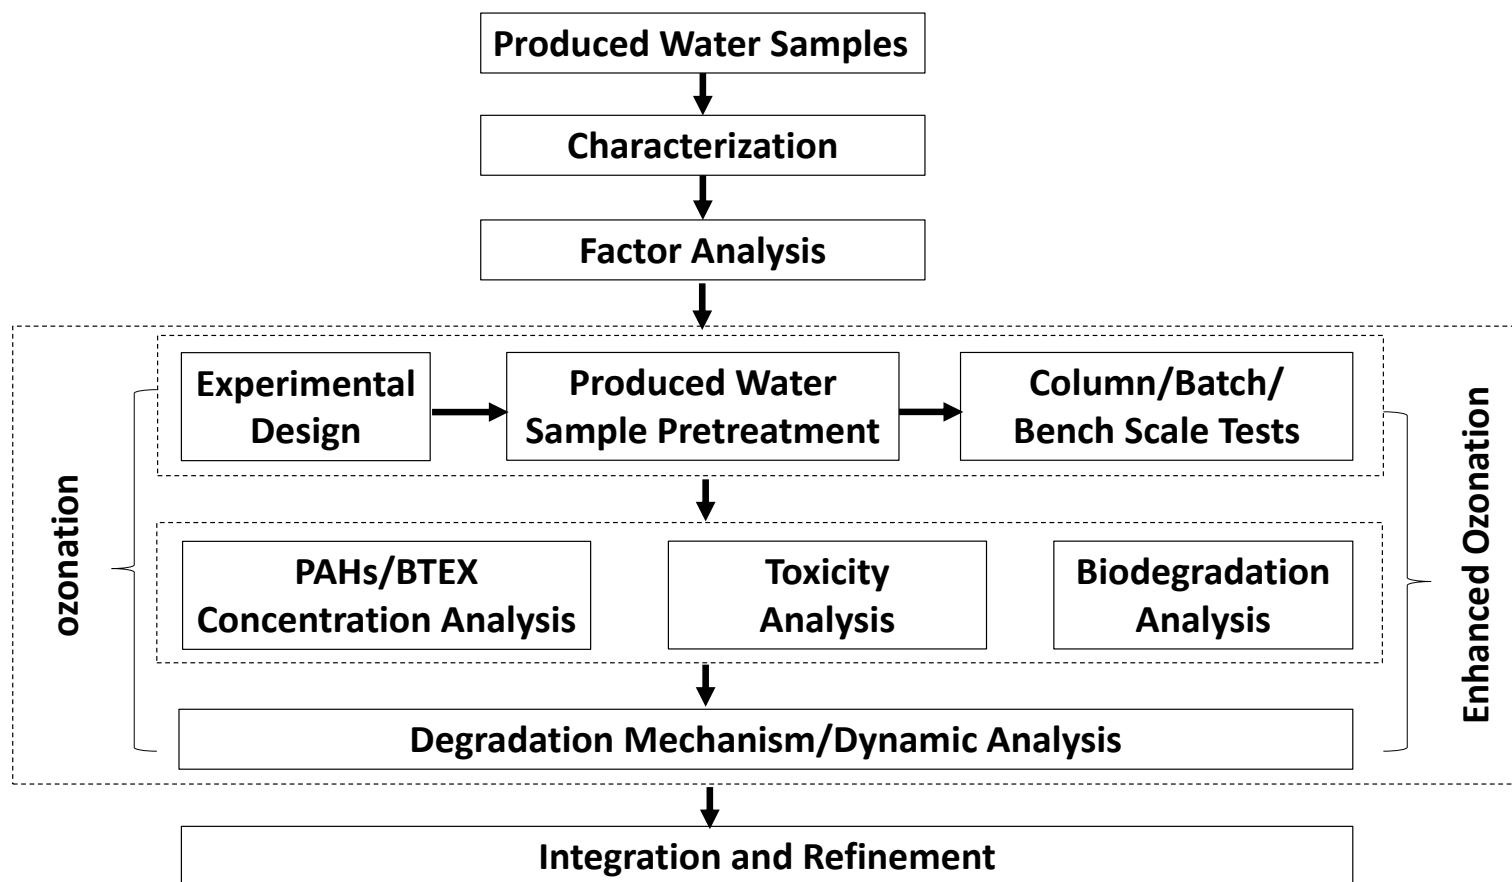 Produced Water Samples
Characterization
Factor Analysis
Experimental
Design
Produced Water
Sample Pretreatment
Column/Batch/
Bench Scale Tests
ozonation
Enhanced Ozonation
PAHs/BTEX
Concentration Analysis
Toxicity
Analysis
Biodegradation
Analysis
Degradation Mechanism/Dynamic Analysis
Integration and Refinement